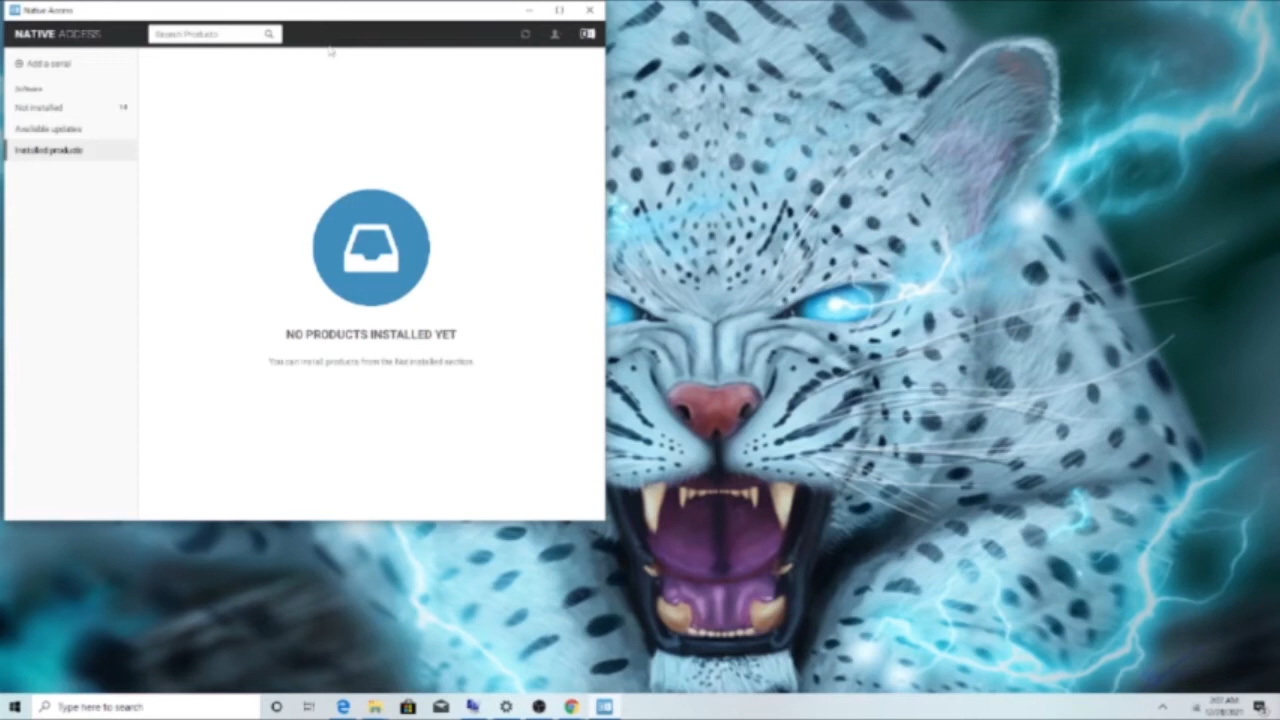 Native Access
NATIVE ACCESS
Search Products
Add a serial
Software
Not installed
Available updates
Installed products
NO PRODUCTS INSTALLED YET
You can install products from the Not installed section.
Type here to search